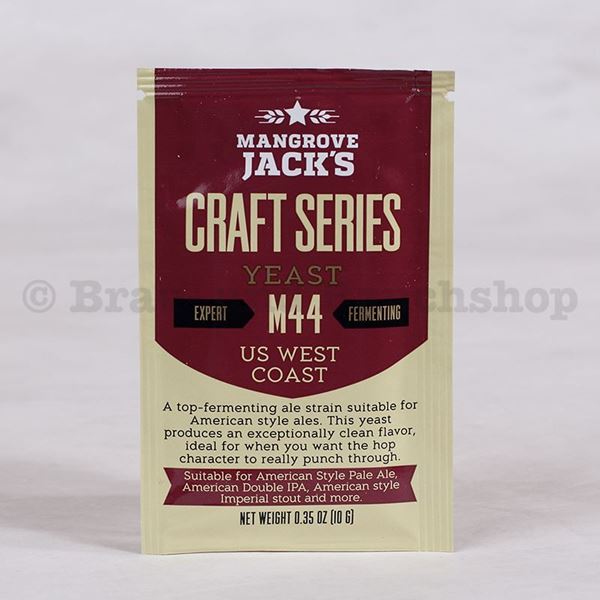 MANGROVE
JACK'S
CRAFT SERIES
YEAST
EXPERT M44 FERMENTING
US WEST
COAST
A top-fermenting ale strain suitable for
American style ales. This yeast
produces an exceptionally clean flavor,
ideal for when you want the hop
character to really punch through.
Suitable for American Style Pale Ale,
American Double IPA, American style
Imperial stout and more.
NET WEIGHT 0.35 OZ (10 G)